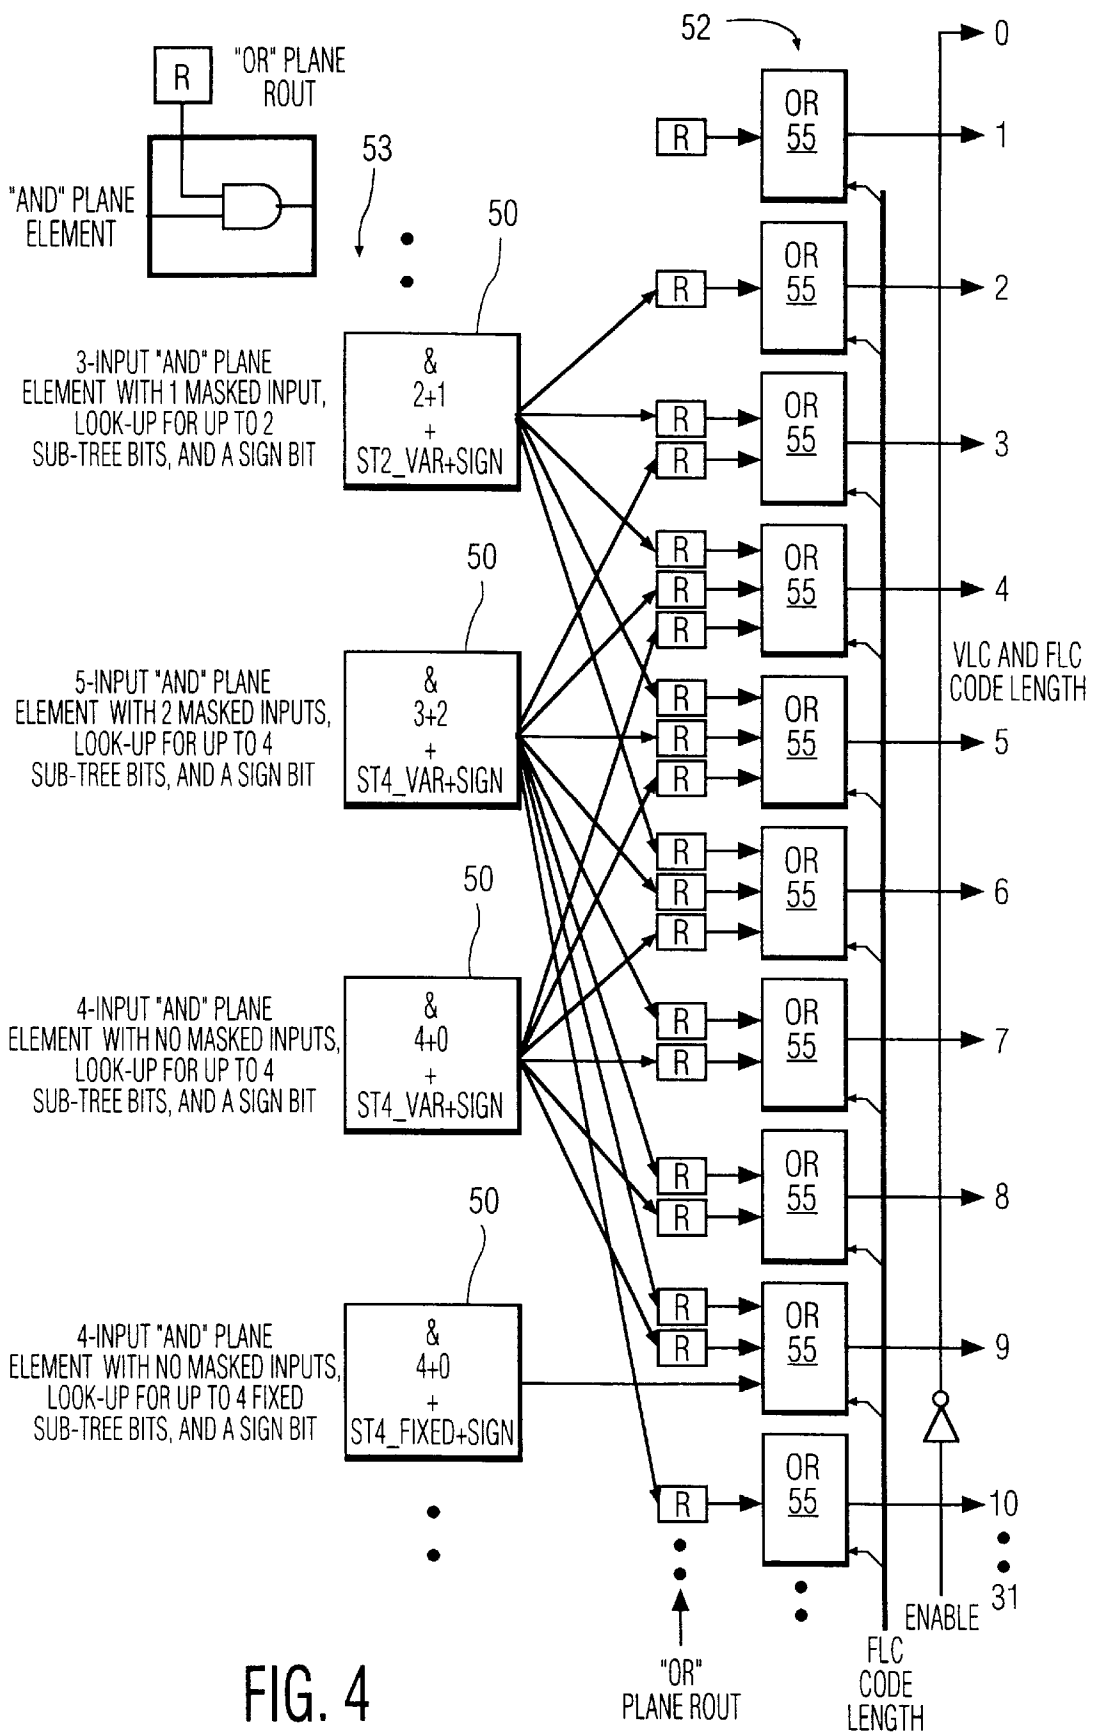 52
0
R
"OR" PLANE
ROUT
"AND" PLANE
ELEMENT
53
R
OR
55
1
50
R
OR
55
2
3-INPUT "AND" PLANE
ELEMENT WITH 1 MASKED INPUT,
LOOK-UP FOR UP TO 2
SUB-TREE BITS, AND A SIGN BIT
&
2+1
+
ST2_VAR+SIGN
R
R
OR
55
3
50
R
R
R
OR
55
4
VLC AND FLC
CODE LENGTH
5-INPUT "AND" PLANE
ELEMENT WITH 2 MASKED INPUTS,
LOOK-UP FOR UP TO 4
SUB-TREE BITS, AND A SIGN BIT
&
3+2
+
ST4_VAR+SIGN
R
R
R
OR
55
5
50
R
R
R
OR
55
6
4-INPUT "AND" PLANE
ELEMENT WITH NO MASKED INPUTS,
LOOK-UP FOR UP TO 4
SUB-TREE BITS, AND A SIGN BIT
&
4+0
+
ST4_VAR+SIGN
R
R
OR
55
7
50
R
R
OR
55
8
4-INPUT "AND" PLANE
ELEMENT WITH NO MASKED INPUTS,
LOOK-UP FOR UP TO 4 FIXED
SUB-TREE BITS, AND A SIGN BIT
&
4+0
+
ST4_FIXED+SIGN
R
R
OR
55
9
R
OR
55
10
31
ENABLE
FLC
CODE
LENGTH
"OR"
PLANE ROUT
FIG. 4